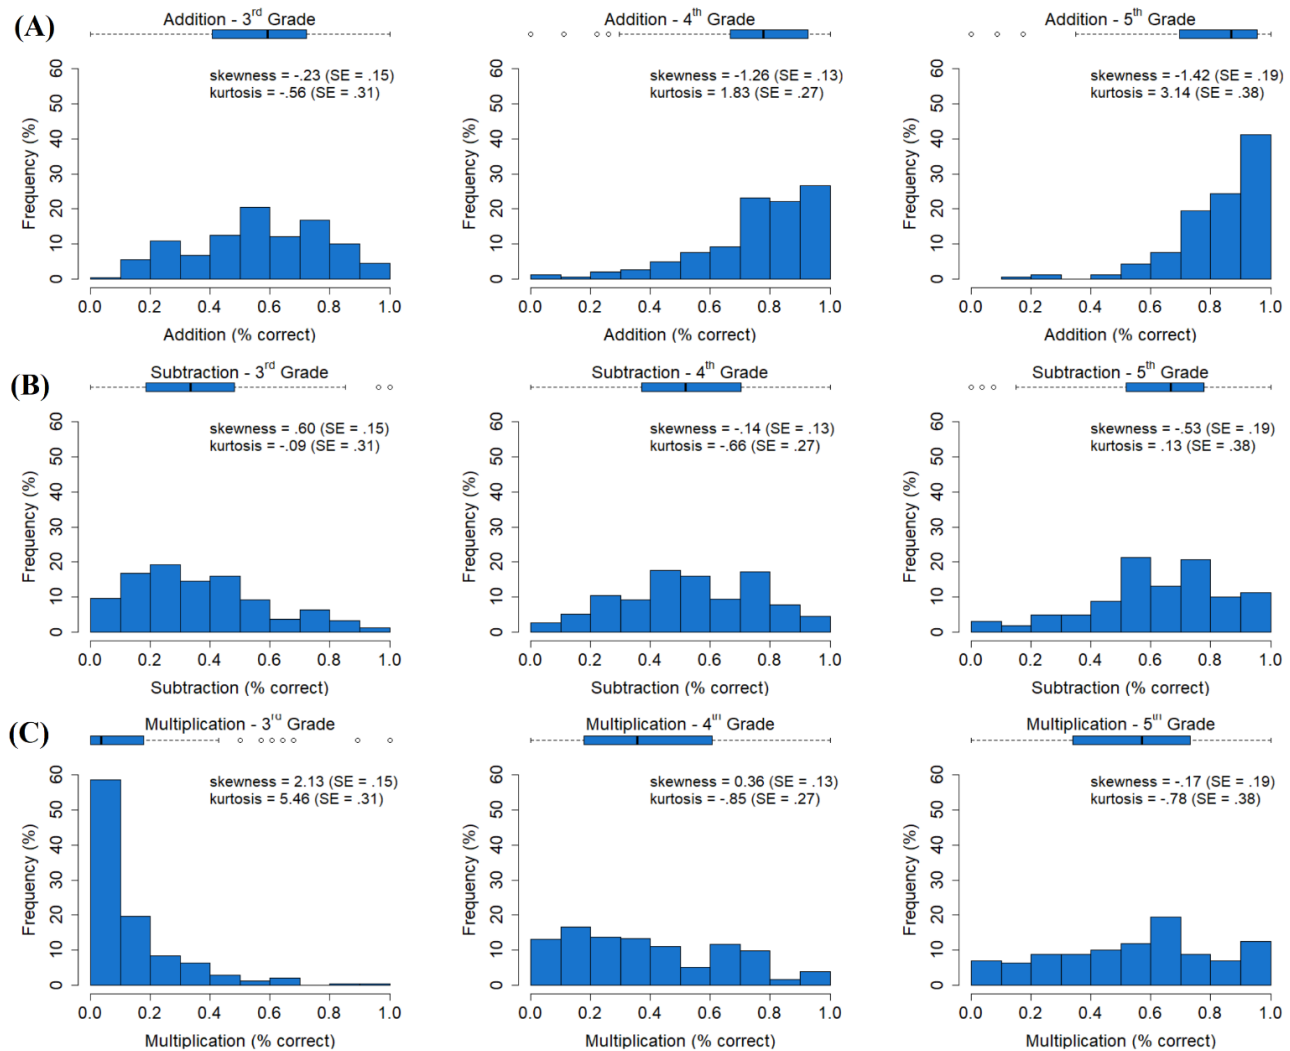 (A)
Addition - 3rd Grade
skewness = -.23 (SE = .15)
kurtosis = -.56 (SE = .31)
Frequency (%)
60
50
40
30
20
10
0
0.0 0.2 0.4 0.6 0.8 1.0
Addition (% correct)
Addition - 4th Grade
skewness = -1.26 (SE = .13)
kurtosis = 1.83 (SE = .27)
Frequency (%)
60
50
40
30
20
10
0
0.0 0.2 0.4 0.6 0.8 1.0
Addition (% correct)
Addition - 5th Grade
skewness = -1.42 (SE = .19)
kurtosis = 3.14 (SE = .38)
Frequency (%)
60
50
40
30
20
10
0
0.0 0.2 0.4 0.6 0.8 1.0
Addition (% correct)
(B)
Subtraction - 3rd Grade
skewness = .60 (SE = .15)
kurtosis = -.09 (SE = .31)
Frequency (%)
60
50
40
30
20
10
0
0.0 0.2 0.4 0.6 0.8 1.0
Subtraction (% correct)
Subtraction - 4th Grade
skewness = -.14 (SE = .13)
kurtosis = -.66 (SE = .27)
Frequency (%)
60
50
40
30
20
10
0
0.0 0.2 0.4 0.6 0.8 1.0
Subtraction (% correct)
Subtraction - 5th Grade
skewness = -.53 (SE = .19)
kurtosis = .13 (SE = .38)
Frequency (%)
60
50
40
30
20
10
0
0.0 0.2 0.4 0.6 0.8 1.0
Subtraction (% correct)
(C)
Multiplication - 3rd Grade
skewness = 2.13 (SE = .15)
kurtosis = 5.46 (SE = .31)
Frequency (%)
60
50
40
30
20
10
0
0.0 0.2 0.4 0.6 0.8 1.0
Multiplication (% correct)
Multiplication - 4th Grade
skewness = 0.36 (SE = .13)
kurtosis = -.85 (SE = .27)
Frequency (%)
60
50
40
30
20
10
0
0.0 0.2 0.4 0.6 0.8 1.0
Multiplication (% correct)
Multiplication - 5th Grade
skewness = -.17 (SE = .19)
kurtosis = -.78 (SE = .38)
Frequency (%)
60
50
40
30
20
10
0
0.0 0.2 0.4 0.6 0.8 1.0
Multiplication (% correct)